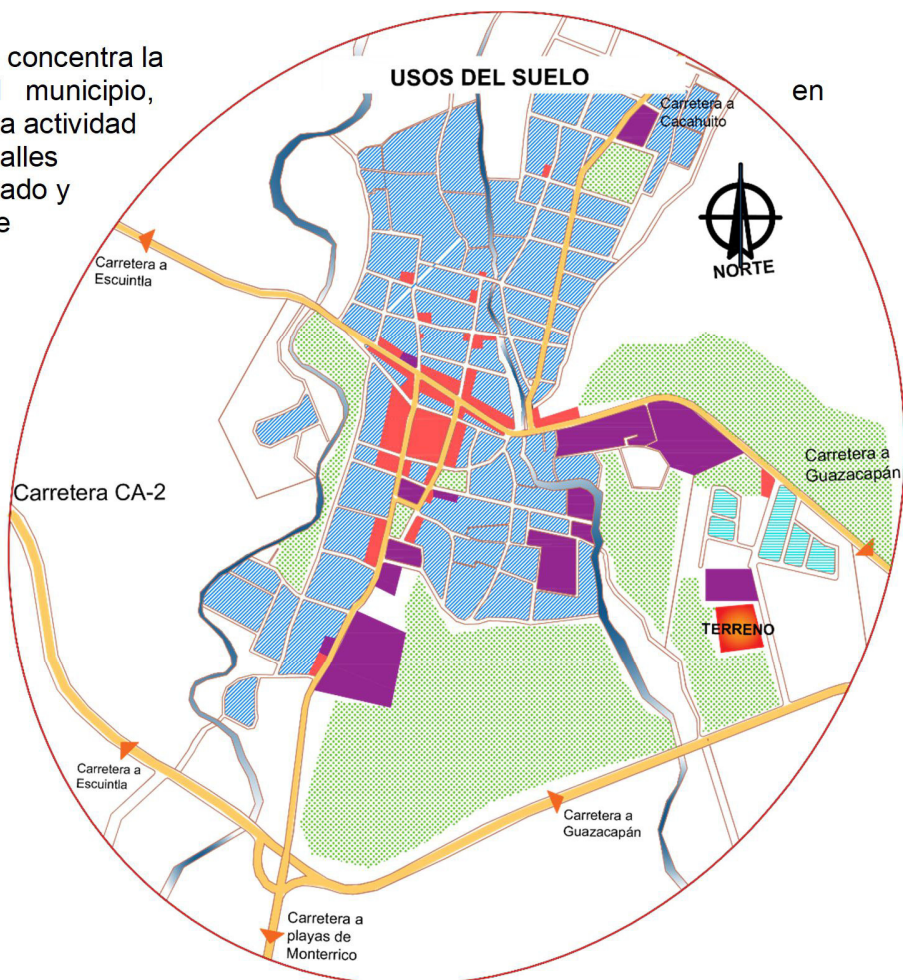 concentra la
municipio,
en
a actividad
alles
ado y
e
USOS DEL SUELO
Carretera a
Cacahuito
NORTE
Carretera a
Escuintla
Carretera a
Guazacapán
Carretera CA-2
TERRENO
Carretera a
Escuintla
Carretera a
Guazacapán
Carretera a
playas de
Monterrico